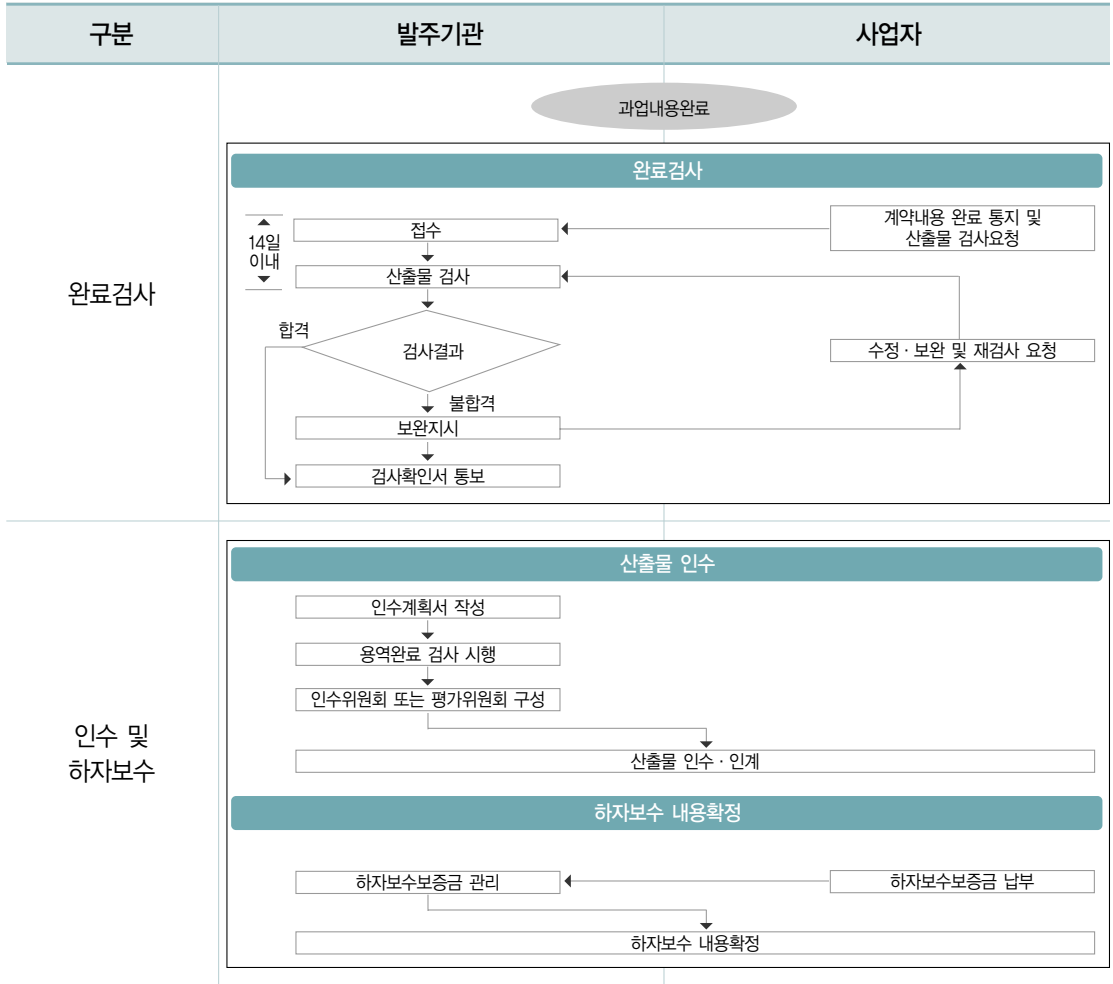 구분 발주기관 사업자
과업내용완료
완료검사
완료검사
14일
이내
접수
계약내용 완료 통지 및
산출물 검사요청
산출물 검사
합격
검사결과
수정 · 보완 및 재검사 요청
불합격
보완지시
검사확인서 통보
인수 및
하자보수
산출물 인수
인수계획서 작성
용역완료 검사 시행
인수위원회 또는 평가위원회 구성
산출물 인수 · 인계
하자보수 내용확정
하자보수보증금 관리
하자보수보증금 납부
하자보수 내용확정